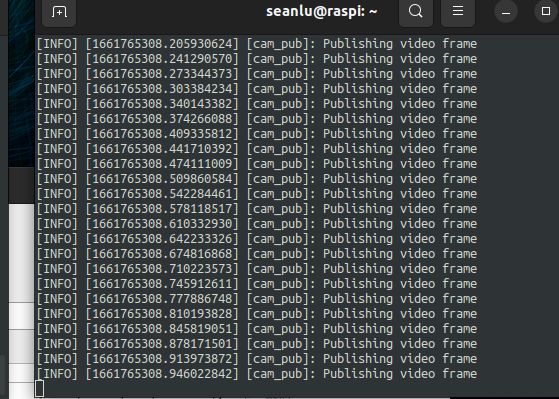 seanlu@raspi: ~
[INFO] [1661765308.205930624] [cam_pub]: Publishing video frame
[INFO] [1661765308.241290570] [cam_pub]: Publishing video frame
[INFO] [1661765308.273344373] [cam_pub]: Publishing video frame
[INFO] [1661765308.303384234] [cam_pub]: Publishing video frame
[INFO] [1661765308.340143382] [cam_pub]: Publishing video frame
[INFO] [1661765308.374266088] [cam_pub]: Publishing video frame
[INFO] [1661765308.409335812] [cam_pub]: Publishing video frame
[INFO] [1661765308.441710392] [cam_pub]: Publishing video frame
[INFO] [1661765308.474111009] [cam_pub]: Publishing video frame
[INFO] [1661765308.509860584] [cam_pub]: Publishing video frame
[INFO] [1661765308.542284461] [cam_pub]: Publishing video frame
[INFO] [1661765308.578118517] [cam_pub]: Publishing video frame
[INFO] [1661765308.610332930] [cam_pub]: Publishing video frame
[INFO] [1661765308.642233326] [cam_pub]: Publishing video frame
[INFO] [1661765308.674816868] [cam_pub]: Publishing video frame
[INFO] [1661765308.710223573] [cam_pub]: Publishing video frame
[INFO] [1661765308.745912611] [cam_pub]: Publishing video frame
[INFO] [1661765308.777886748] [cam_pub]: Publishing video frame
[INFO] [1661765308.810193828] [cam_pub]: Publishing video frame
[INFO] [1661765308.845819051] [cam_pub]: Publishing video frame
[INFO] [1661765308.878171501] [cam_pub]: Publishing video frame
[INFO] [1661765308.913973872] [cam_pub]: Publishing video frame
[INFO] [1661765308.946022842] [cam_pub]: Publishing video frame